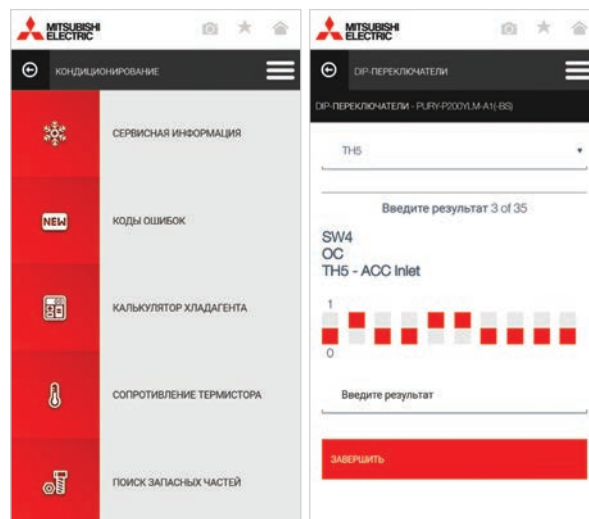 MITSUBISHI
ELECTRIC
КОНДИЦИОНИРОВАНИЕ
СЕРВИСНАЯ ИНФОРМАЦИЯ
NEW
КОДЫ ОШИБОК
КАЛЬКУЛЯТОР ХЛАДАГЕНТА
СОПРОТИВЛЕНИЕ ТЕРМИСТОРА
ПОИСК ЗАПАСНЫХ ЧАСТЕЙ
MITSUBISHI
ELECTRIC
DIP-ПЕРЕКЛЮЧАТЕЛИ
DIP-ПЕРЕКЛЮЧАТЕЛИ - PURY-P200YLM-A1(-BS)
TH5
Введите результат 3 of 35
SW4
OC
TH5 - ACC Inlet
1
0
Введите результат
ЗАВЕРШИТЬ